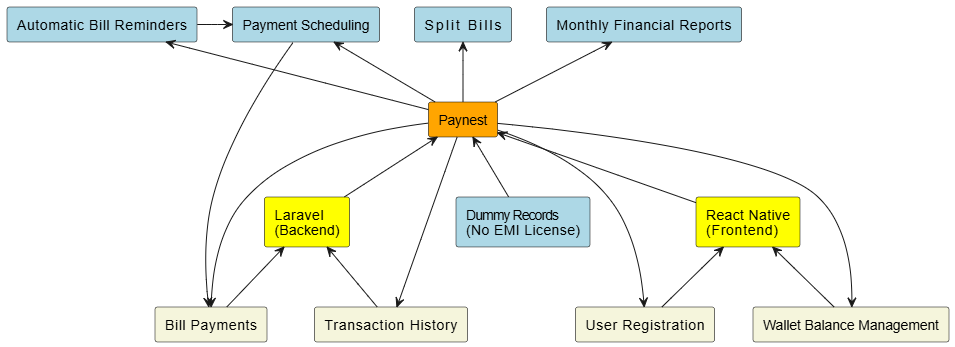 Automatic Bill Reminders
Payment Scheduling
Split Bills
Monthly Financial Reports
Paynest
Laravel
(Backend)
Dummy Records
(No EMI License)
React Native
(Frontend)
Bill Payments
Transaction History
User Registration
Wallet Balance Management